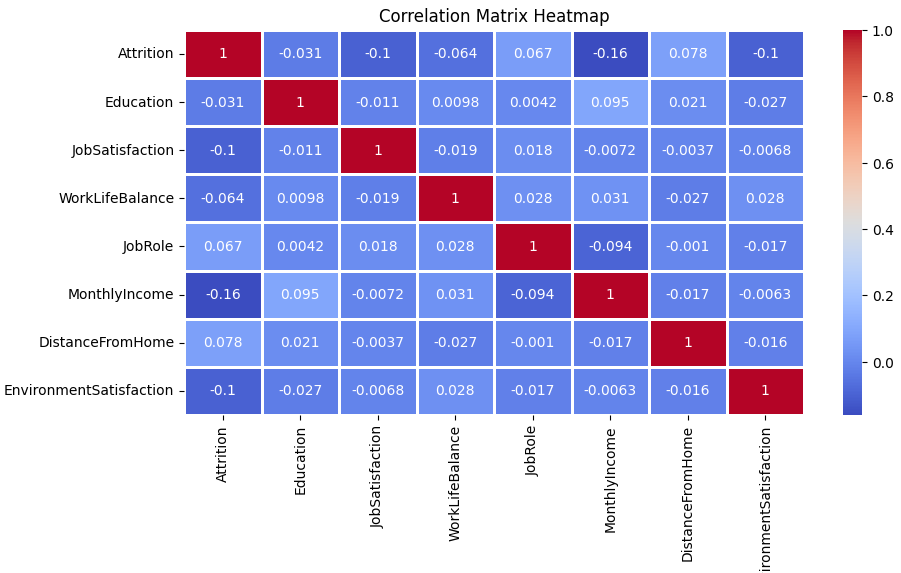 Correlation Matrix Heatmap
Attrition 1 -0.031 -0.1 -0.064 0.067 -0.16 0.078 -0.1
Education -0.031 1 -0.011 0.0098 0.0042 0.095 0.021 -0.027
JobSatisfaction -0.1 -0.011 1 -0.019 0.018 -0.0072 -0.0037 -0.0068
WorkLifeBalance -0.064 0.0098 -0.019 1 0.028 0.031 -0.027 0.028
JobRole 0.067 0.0042 0.018 0.028 1 -0.094 -0.001 -0.017
MonthlyIncome -0.16 0.095 -0.0072 0.031 -0.094 1 -0.017 -0.0063
DistanceFromHome 0.078 0.021 -0.0037 -0.027 -0.001 -0.017 1 -0.016
EnvironmentSatisfaction -0.1 -0.027 -0.0068 0.028 -0.017 -0.0063 -0.016 1
Attrition
Education
JobSatisfaction
WorkLifeBalance
JobRole
MonthlyIncome
DistanceFromHome
ironmentSatisfaction
1.0
0.8
0.6
0.4
0.2
0.0